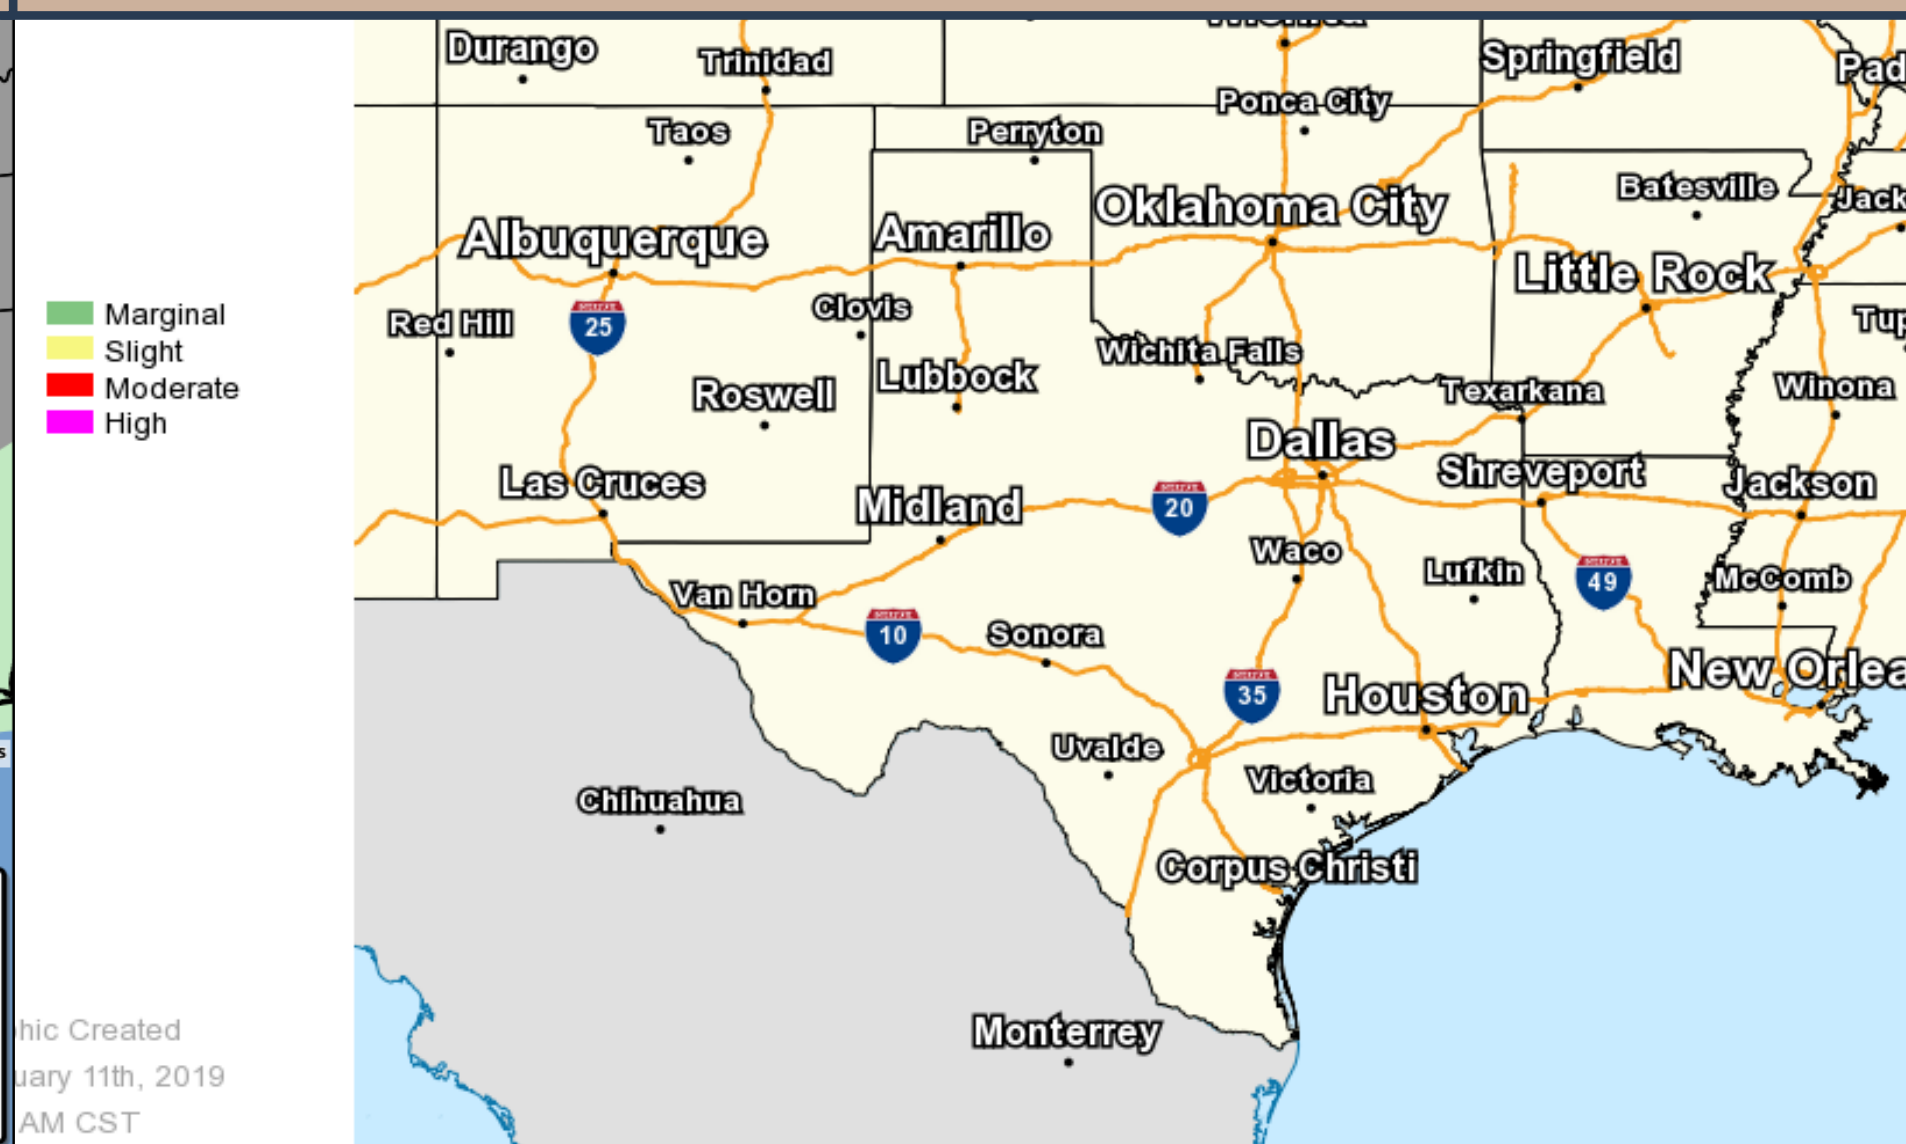 Durango
Trinidad
Springfield
Ponca City
Taos
Perryton
Batesville
Oklahoma City
Albuquerque
Amarillo
Little Rock
Marginal
Slight
Moderate
High
Red Hill
25
Clovis
Wichita Falls
Lubbock
Roswell
Texarkana
Winona
Dallas
Las Cruces
Shreveport
Jackson
Midland
20
Waco
Lufkin
49
McComb
Van Horn
10
Sonora
35
Houston
New Orlea
Uvalde
Victoria
Chihuahua
Corpus Christi
Monterrey
hic Created
uary 11th, 2019
AM CST